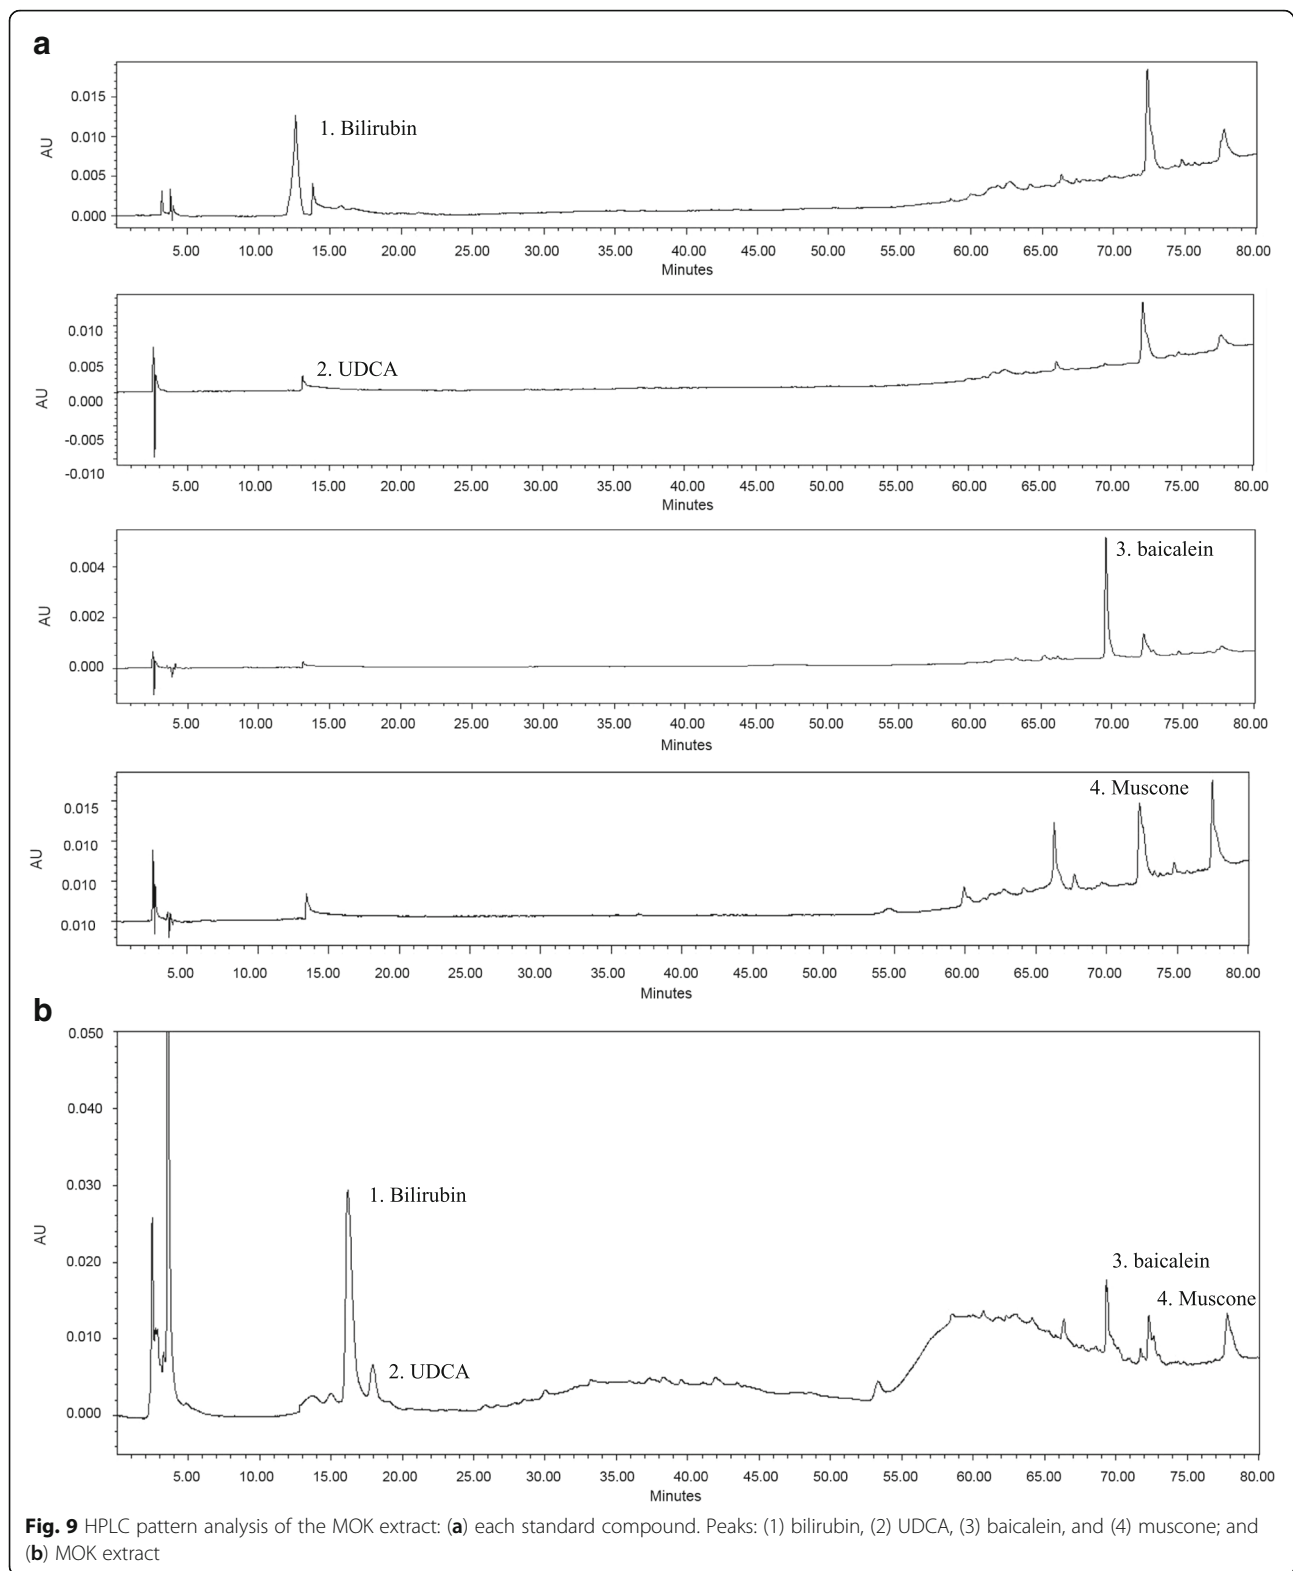 a
0.015
0.010
0.005
0.000
AU
1. Bilirubin
5.00 10.00 15.00 20.00 25.00 30.00 35.00 40.00 45.00 50.00 55.00 60.00 65.00 70.00 75.00 80.00
Minutes
0.010
0.005
0.000
-0.005
-0.010
AU
2. UDCA
5.00 10.00 15.00 20.00 25.00 30.00 35.00 40.00 45.00 50.00 55.00 60.00 65.00 70.00 75.00 80.00
Minutes
0.004
0.002
0.000
AU
3. baicalein
5.00 10.00 15.00 20.00 25.00 30.00 35.00 40.00 45.00 50.00 55.00 60.00 65.00 70.00 75.00 80.00
Minutes
0.015
0.010
0.010
0.010
AU
4. Muscone
5.00 10.00 15.00 20.00 25.00 30.00 35.00 40.00 45.00 50.00 55.00 60.00 65.00 70.00 75.00 80.00
Minutes
b
0.050
0.040
0.030
0.020
0.010
0.000
AU
1. Bilirubin
2. UDCA
3. baicalein
4. Muscone
5.00 10.00 15.00 20.00 25.00 30.00 35.00 40.00 45.00 50.00 55.00 60.00 65.00 70.00 75.00 80.00
Minutes
Fig. 9 HPLC pattern analysis of the MOK extract: (a) each standard compound. Peaks: (1) bilirubin, (2) UDCA, (3) baicalein, and (4) muscone; and
(b) MOK extract